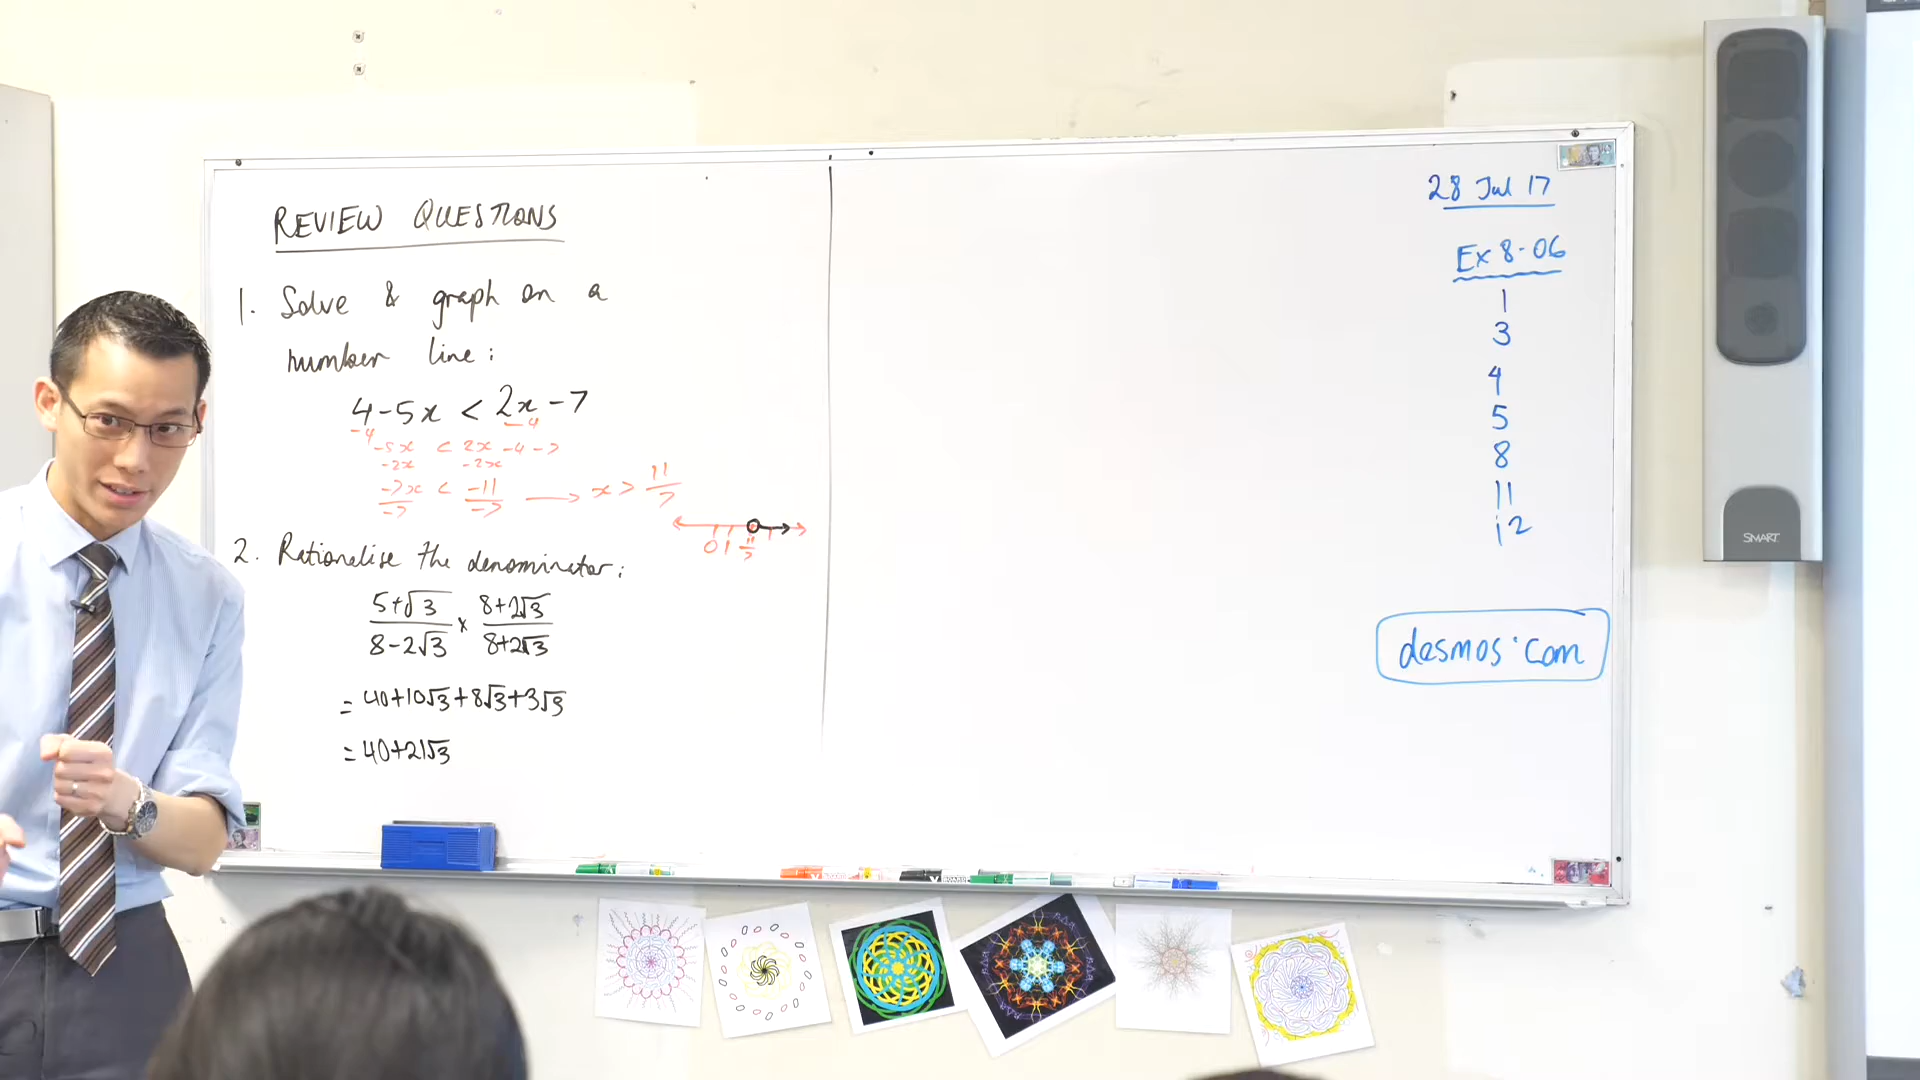 REVIEW QUESTIONS
1. Solve & graph on a
number line:
4-5x < 2x-7
-4 -4
-5x < 2x-4-7
-2x -2x
-7x/-7 < -11/-7 → x > 11/7
0 1 11/7
2. Rationalise the denominator:
5+√3/8-2√3 × 8+2√3/8+2√3
= 40+10√3+8√3+3√3
= 40+21√3
28 Jul 17
Ex 8-06
1
3
4
5
8
11
12
desmos.com
SMART